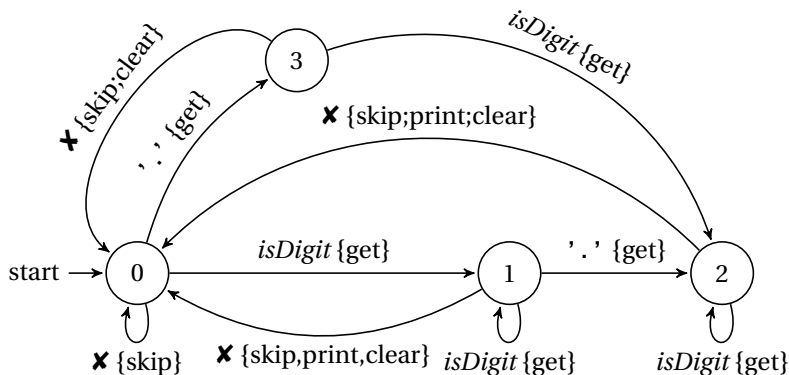 isDigit {get}
3
✘ {skip;clear}
'.' {get}
✘ {skip;print;clear}
start
0
isDigit {get}
1
'.' {get}
2
✘ {skip}
✘ {skip,print,clear}
isDigit {get}
isDigit {get}